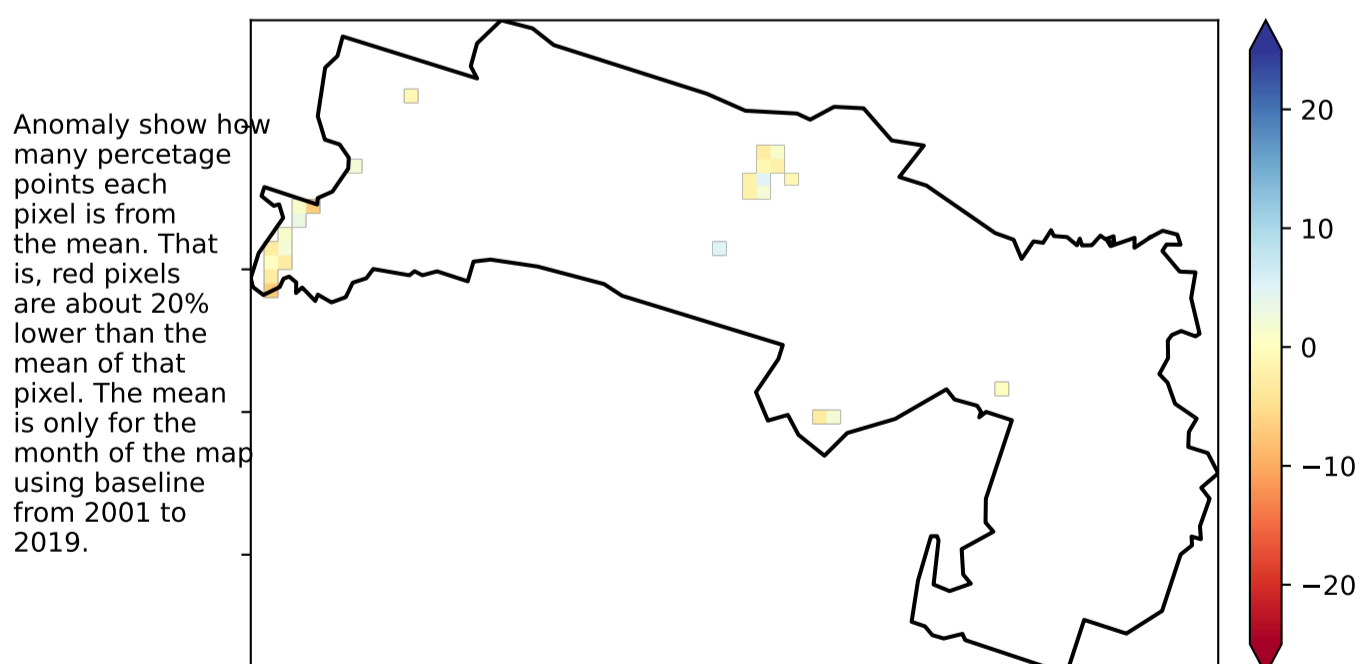 Anomaly show how
many percetage
points each
pixel is from
the mean. That
is, red pixels
are about 20%
lower than the
mean of that
pixel. The mean
is only for the
month of the map
using baseline
from 2001 to
2019.
20
10
0
−10
−20